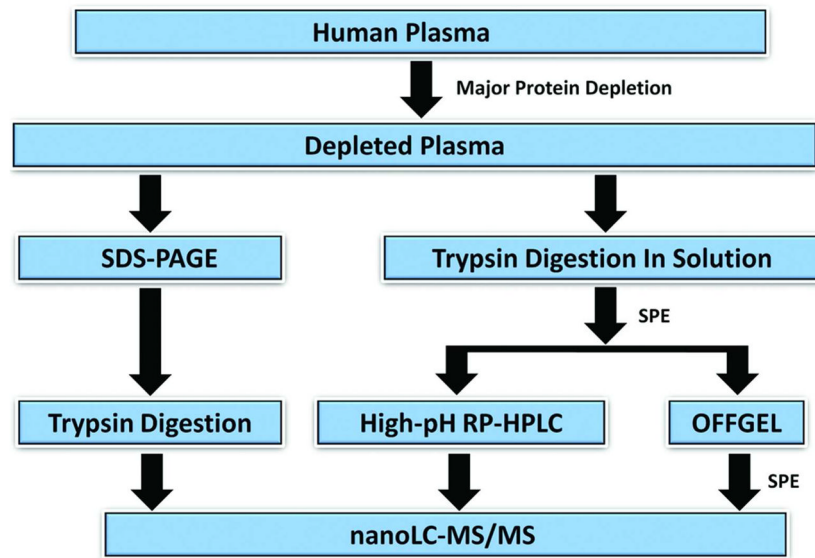 Human Plasma
Major Protein Depletion
Depleted Plasma
SDS-PAGE
Trypsin Digestion In Solution
SPE
Trypsin Digestion
High-pH RP-HPLC
OFFGEL
SPE
nanoLC-MS/MS